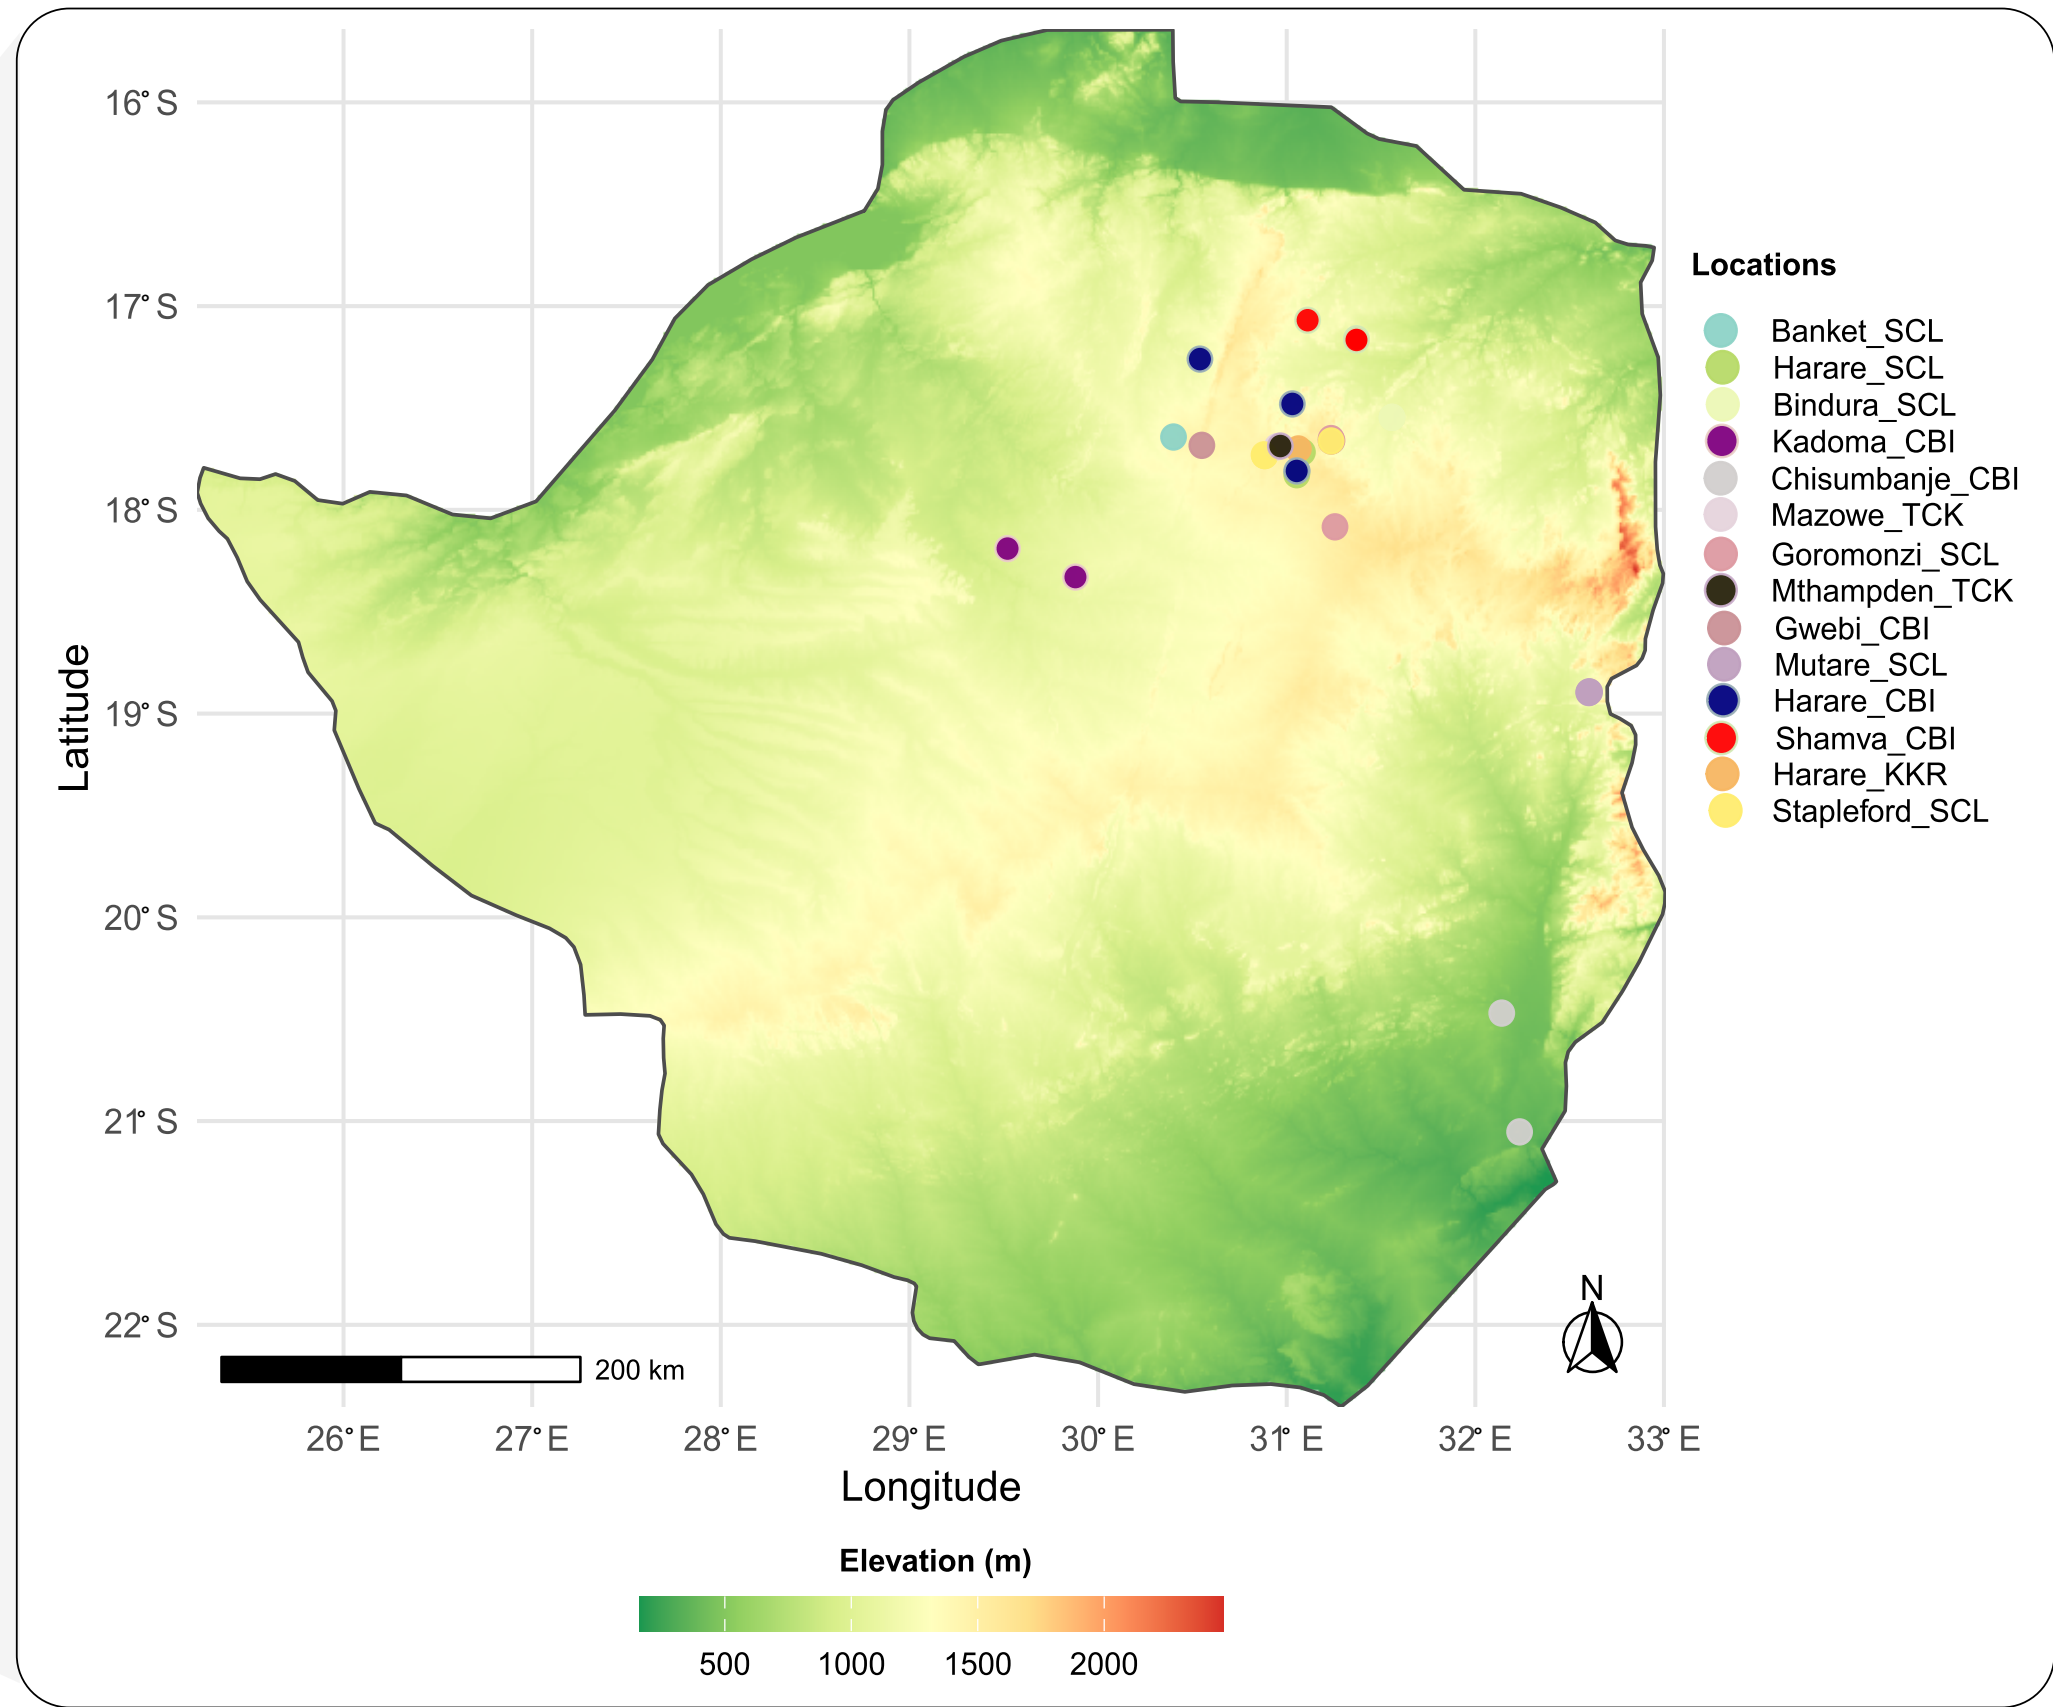 16° S
17° S
18° S
19° S
20° S
21° S
22° S
Latitude
26° E
27° E
28° E
29° E
30° E
31° E
32° E
33° E
Longitude
200 km
N
Locations
Banket_SCL
Harare_SCL
Bindura_SCL
Kadoma_CBI
Chisumbanje_CBI
Mazowe_TCK
Goromonzi_SCL
Mthampden_TCK
Gwebi_CBI
Mutare_SCL
Harare_CBI
Shamva_CBI
Harare_KKR
Stapleford_SCL
Elevation (m)
500
1000
1500
2000